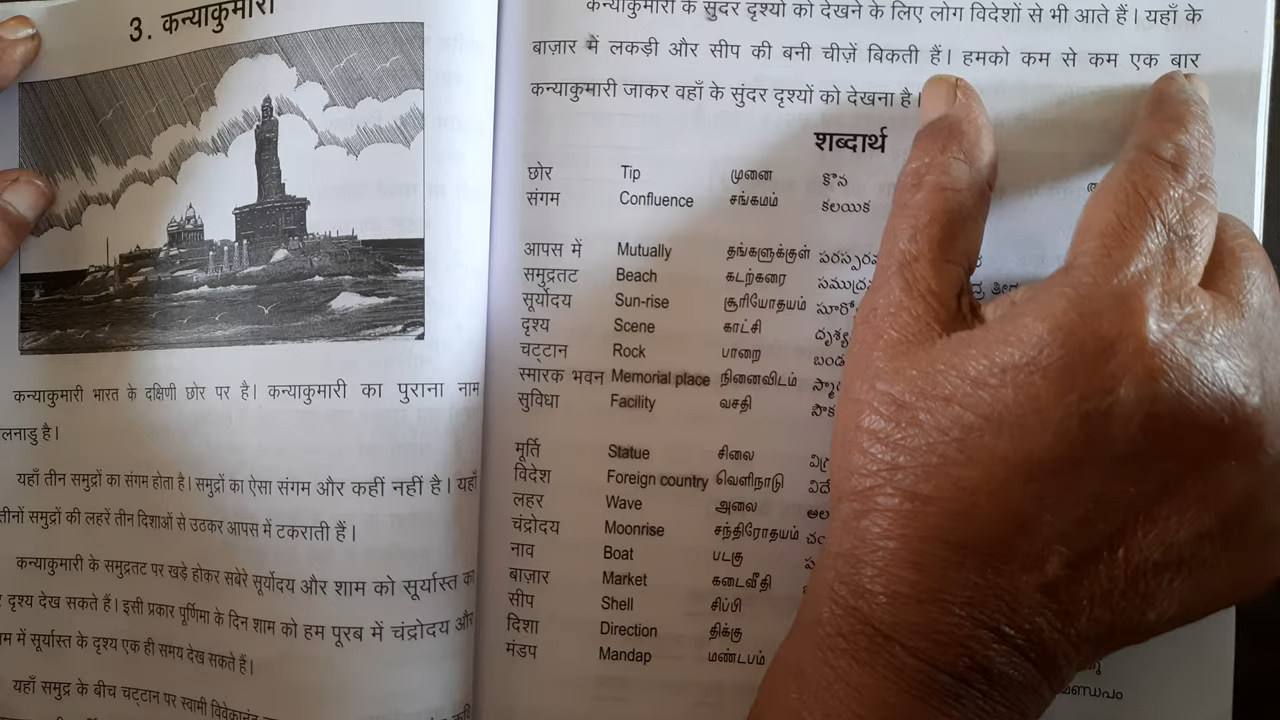 3. कन्याकुमारी
कन्याकुमारी भारत के दक्षिणी छोर पर है। कन्याकुमारी का पुराना नाम
लनाडु है।
यहाँ तीन समुद्रों का संगम होता है। समुद्रों का ऐसा संगम और कहीं नहीं है। यहाँ
तीनों समुद्रों की लहरें तीन दिशाओं से उठकर आपस में टकराती हैं।
कन्याकुमारी के समुद्रतट पर खड़े होकर सबेरे सूर्योदय और शाम को सूर्यास्त का
दृश्य देख सकते हैं। इसी प्रकार पूर्णिमा के दिन शाम को हम पूरब में चंद्रोदय और
में सूर्यास्त के दृश्य एक ही समय देख सकते हैं।
यहाँ समुद्र के बीच चट्टान पर स्वामी
कन्याकुमारी के सुंदर दृश्यों को देखने के लिए लोग विदेशों से भी आते हैं। यहाँ के
बाज़ार में लकड़ी और सीप की बनी चीज़ें बिकती हैं। हमको कम से कम एक बार
कन्याकुमारी जाकर वहाँ के सुंदर दृश्यों को देखना है।
शब्दार्थ
छोर Tip முனை కొన
संगम Confluence சங்கமம் కలయిక
आपस में Mutually தங்களுக்குள்
समुद्रतट Beach கடற்கரை
सूर्योदय Sun-rise சூரியோதயம்
दृश्य Scene காட்சி
चट्टान Rock பாறை
स्मारक भवन Memorial place நினைவிடம்
सुविधा Facility வசதி
मूर्ति Statue சிலை
विदेश Foreign country வெளிநாடு
लहर Wave அலை
चंद्रोदय Moonrise சந்திரோதயம்
नाव Boat படகு
बाज़ार Market கடைவீதி
सीप Shell சிப்பி
दिशा Direction திக்கு
मंडप Mandap மண்டபம்